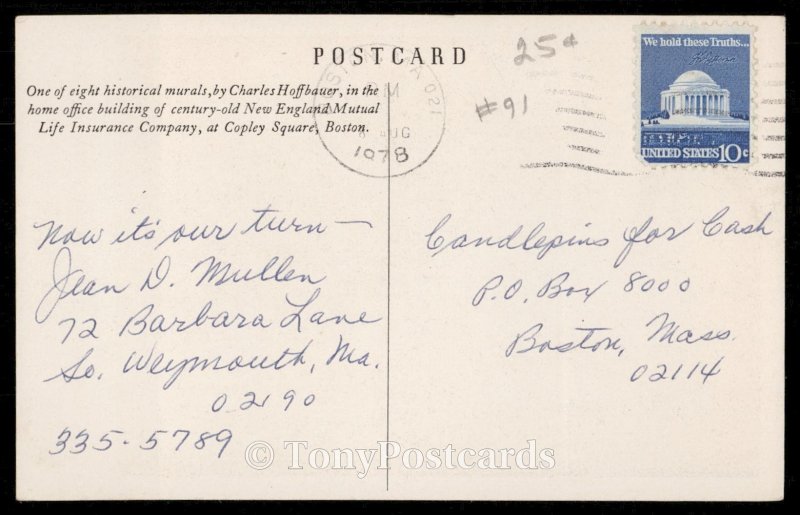 POSTCARD
One of eight historical murals, by Charles Hoffbauer, in the
home office building of century-old New England Mutual
Life Insurance Company, at Copley Square, Boston.
25¢
#91
021
AUG
1978
We hold these Truths...
UNITED STATES 10c
Now it's our turn—
Jean D. Mullen
72 Barbara Lane
So. Weymouth, Ma.
02190
335-5789
Candlepins for Cash
P.O. Box 8000
Boston, Mass.
02114
© TonyPostcards